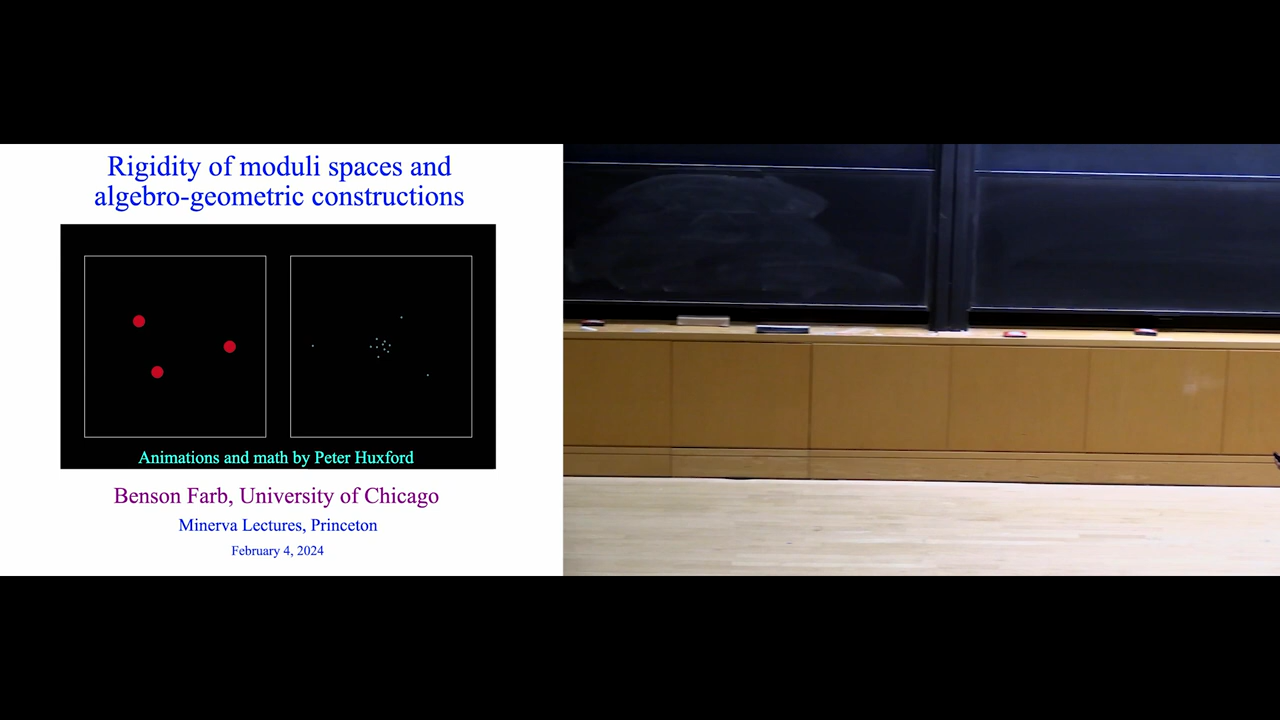 Rigidity of moduli spaces and
algebro-geometric constructions
Animations and math by Peter Huxford
Benson Farb, University of Chicago
Minerva Lectures, Princeton
February 4, 2024